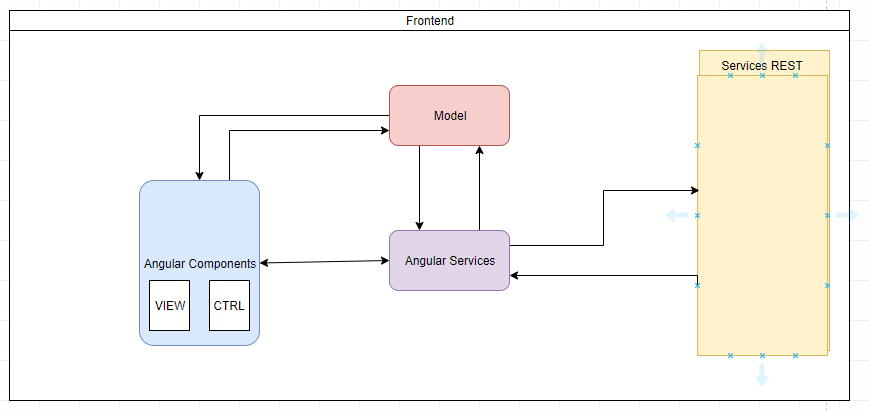 Frontend
Services REST
Model
Angular Components
Angular Services
VIEW
CTRL